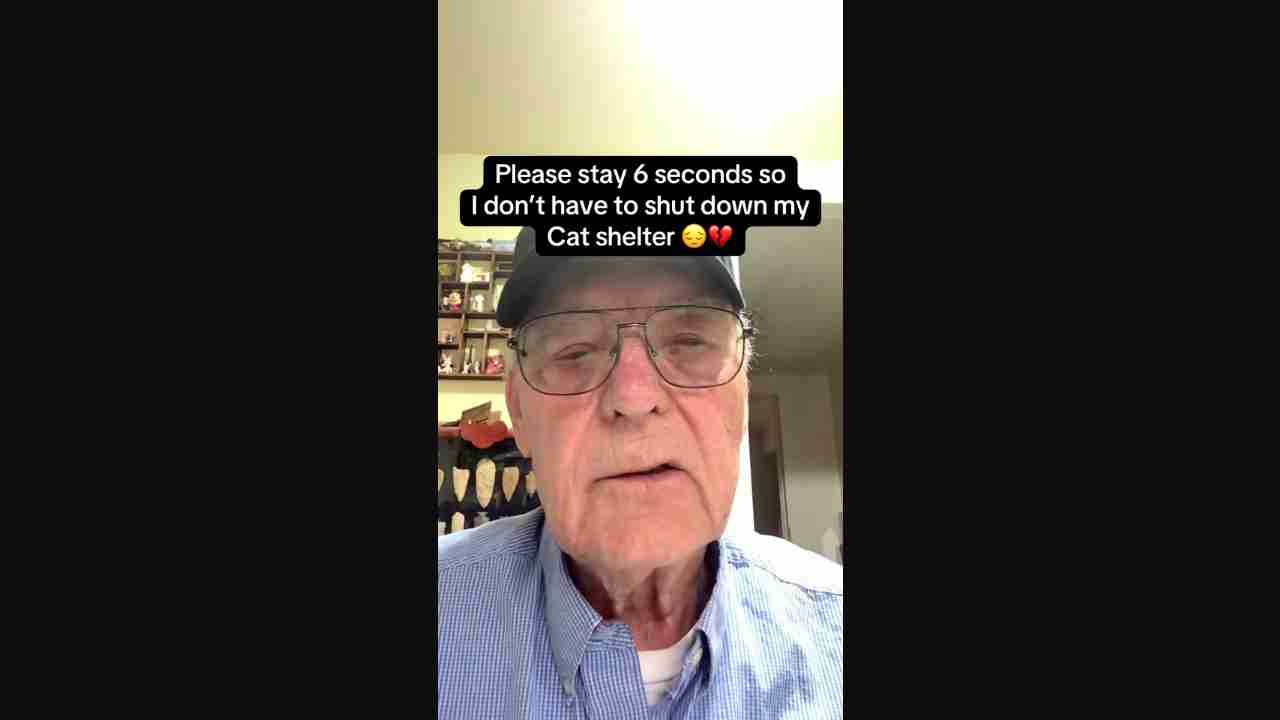 Please stay 6 seconds so
I don’t have to shut down my
Cat shelter 😔💔